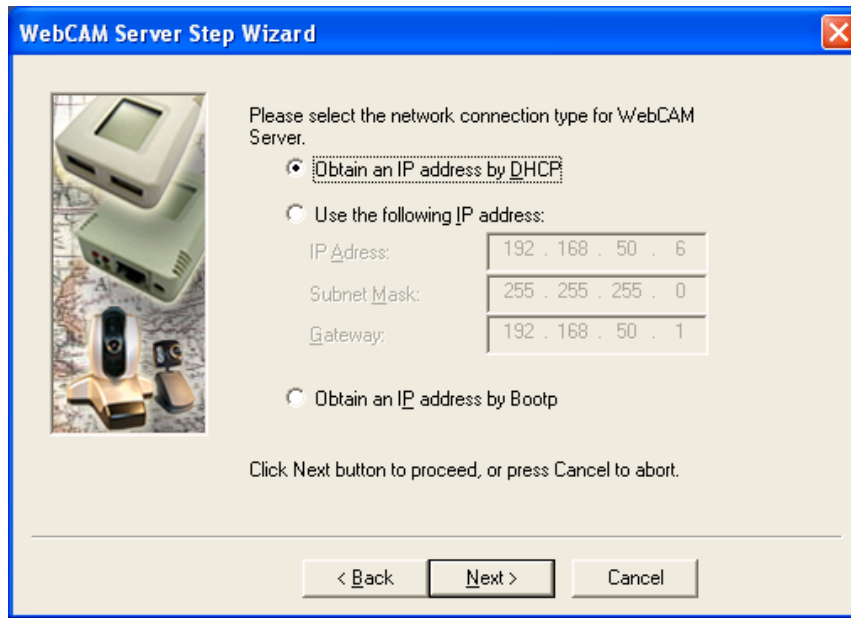 WebCAM Server Step Wizard
Please select the network connection type for WebCAM
Server.
Obtain an IP address by DHCP
Use the following IP address:
IP Adress: 192 . 168 . 50 . 6
Subnet Mask: 255 . 255 . 255 . 0
Gateway: 192 . 168 . 50 . 1
Obtain an IP address by Bootp
Click Next button to proceed, or press Cancel to abort.
< Back Next > Cancel